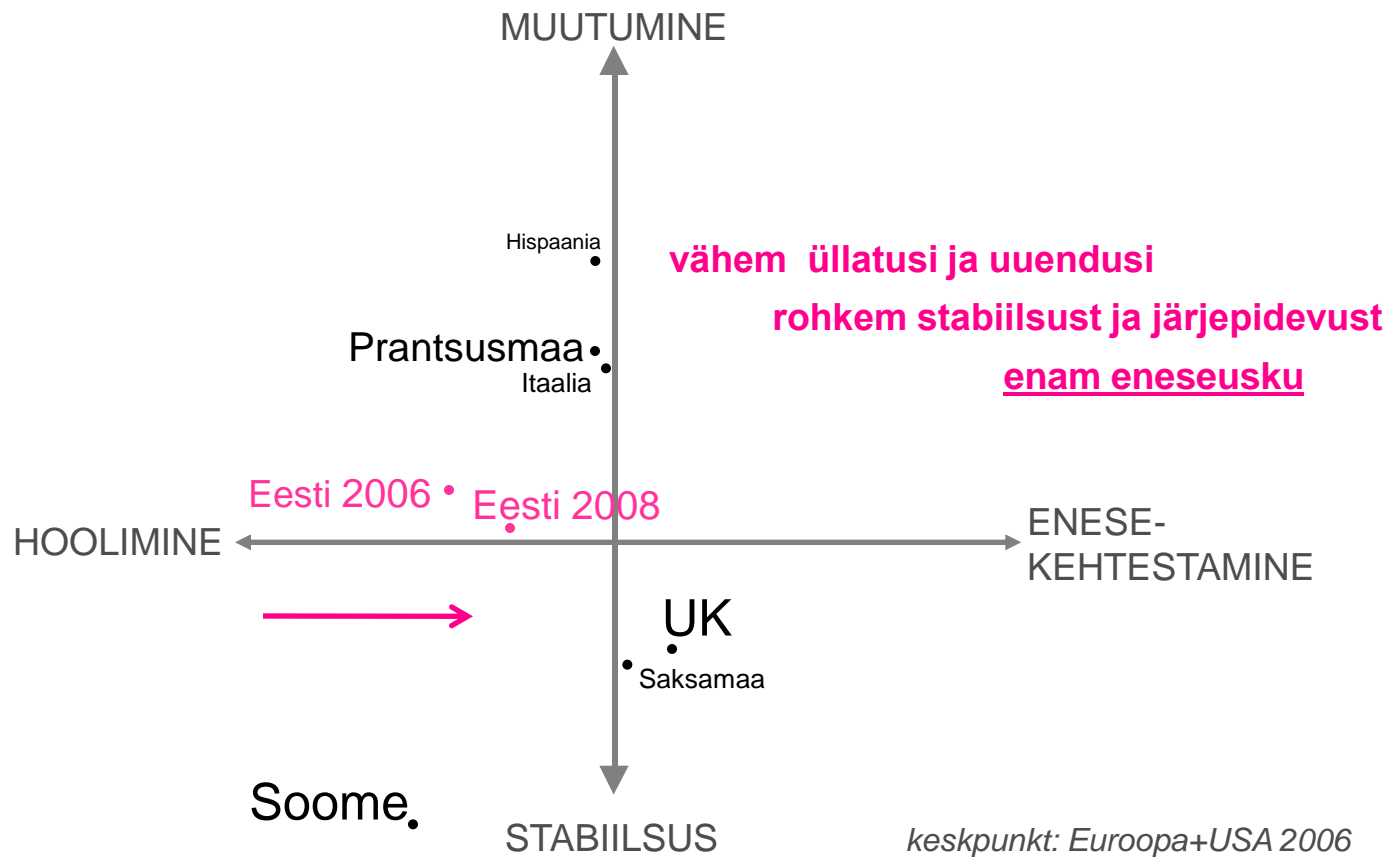 MUUTUMINE
Hispaania
vähem  üllatusi ja uuendusi
rohkem stabiilsust ja järjepidevust
Prantsusmaa
Itaalia
enam eneseusku
Eesti 2006
Eesti 2008
HOOLIMINE
ENESE-
KEHTESTAMINE
UK
Saksamaa
Soome
STABIILSUS
keskpunkt: Euroopa+USA 2006